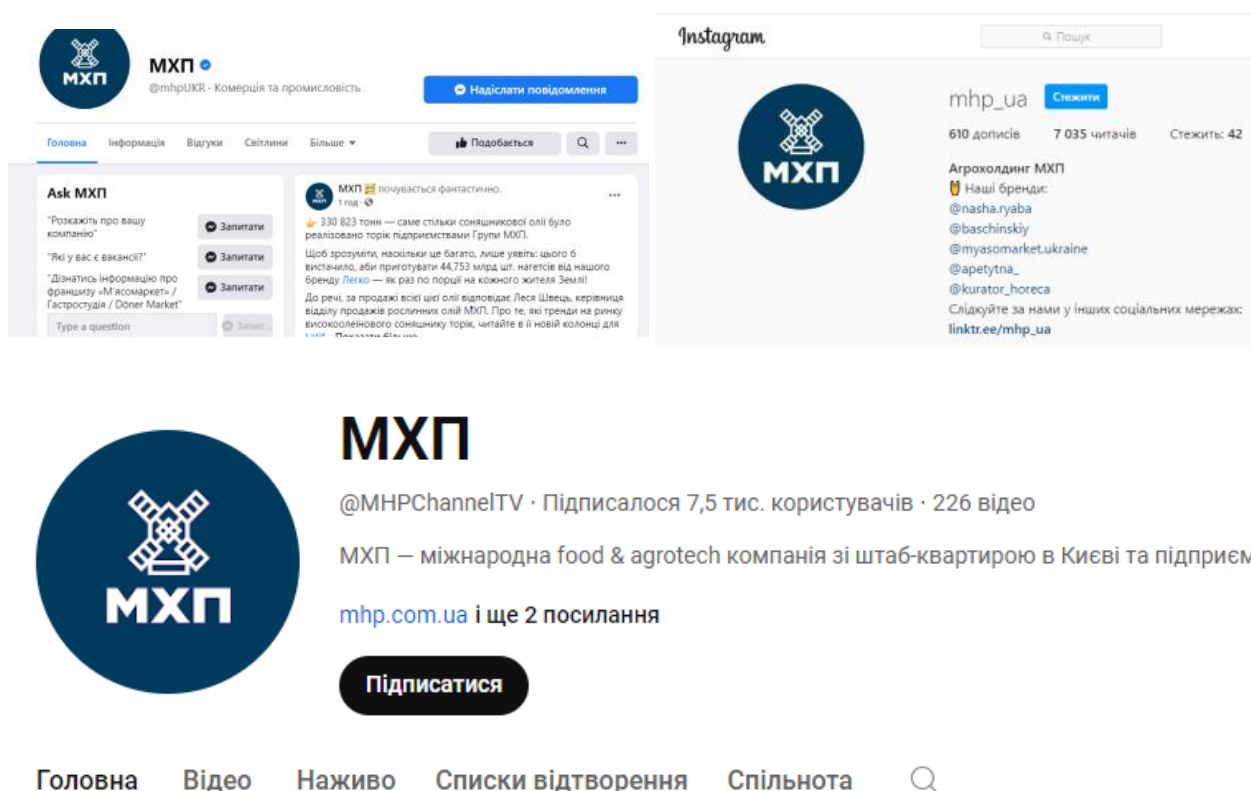 МХП
МХП
@mhpUKR · Комерція та промисловість
Надіслати повідомлення
Головна Інформація Відгуки Світлини Більше
Подобається
Ask МХП
"Розкажіть про вашу компанію"
Запитати
"Які у вас є вакансії?"
Запитати
"Дізнатись інформацію про франшизу «М'ясомаркет» / Гастростудія / Döner Market"
Запитати
Type a question
МХП
МХП почувається фантастично.
1 год ·
330 823 тонн — саме стільки соняшникової олії було
реалізовано торік підприємствами Групи МХП.
Щоб зрозуміти, наскільки це багато, лише уявіть: цього б
вистачило, аби приготувати 44,753 млрд шт. нагетсів від нашого
бренду Легко — як раз по порції на кожного жителя Землі!
До речі, за продажі всієї цієї олії відповідає Леся Швець, керівниця
відділу продажів рослинних олій МХП. Про те, які тренди на ринку
високоолеїнового соняшнику торік, читайте в її новій колонці для
Показати більше
Instagram
Пошук
МХП
mhp_ua Стежити
610 дописів 7 035 читачів Стежить: 42
Агрохолдинг МХП
Наші бренди:
@nasha.ryaba
@baschinskiy
@myasomarket.ukraine
@apetytna_
@kurator_horeca
Слідкуйте за нами у інших соціальних мережах:
linktr.ee/mhp_ua
МХП
МХП
@MHPChannelTV · Підписалося 7,5 тис. користувачів · 226 відео
МХП — міжнародна food & agrotech компанія зі штаб-квартирою в Києві та підприєм
mhp.com.ua і ще 2 посилання
Підписатися
Головна Відео Наживо Списки відтворення Спільнота